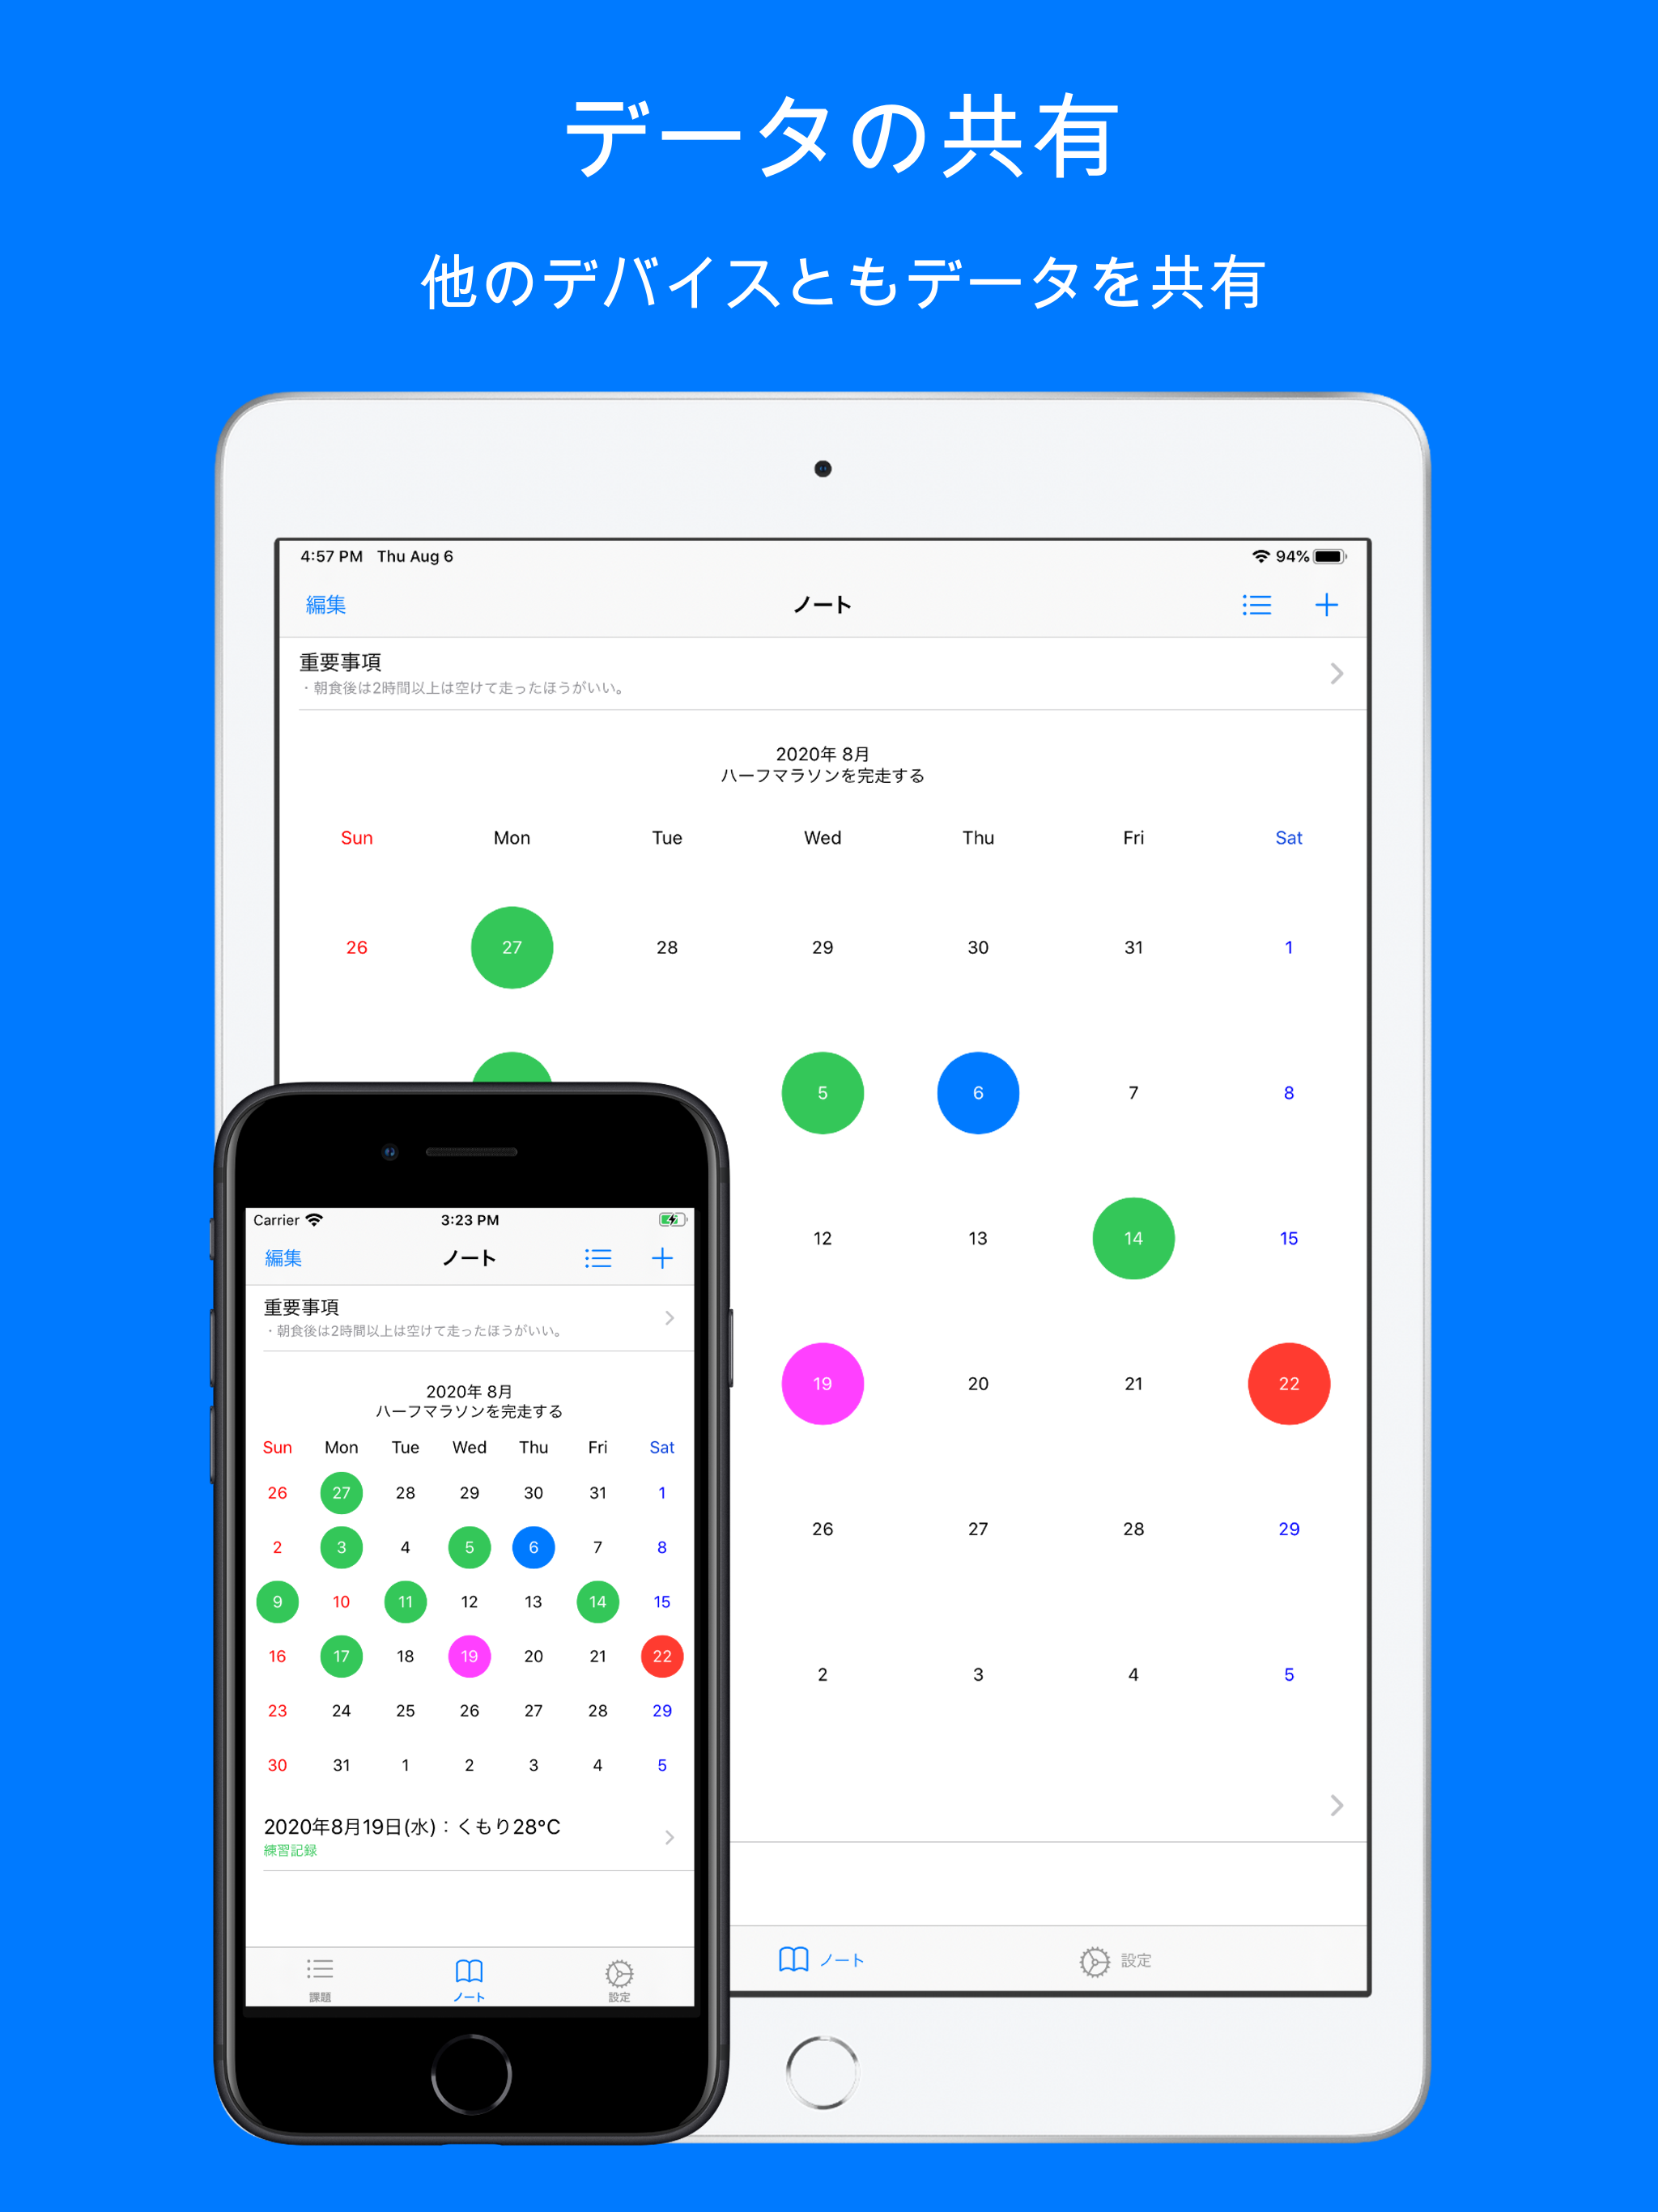 データの共有
他のデバイスともデータを共有
4:57 PM Thu Aug 6 94%
編集 ノート
重要事項
・朝食後は2時間以上は空けて走ったほうがいい。
2020年 8月
ハーフマラソンを完走する
Sun Mon Tue Wed Thu Fri Sat
26 27 28 29 30 31 1
5 6 7 8
12 13 14 15
19 20 21 22
26 27 28 29
2 3 4 5
ノート 設定
Carrier 3:23 PM
編集 ノート
重要事項
・朝食後は2時間以上は空けて走ったほうがいい。
2020年 8月
ハーフマラソンを完走する
Sun Mon Tue Wed Thu Fri Sat
26 27 28 29 30 31 1
2 3 4 5 6 7 8
9 10 11 12 13 14 15
16 17 18 19 20 21 22
23 24 25 26 27 28 29
30 31 1 2 3 4 5
2020年8月19日(水)：くもり28°C
練習記録
課題 ノート 設定